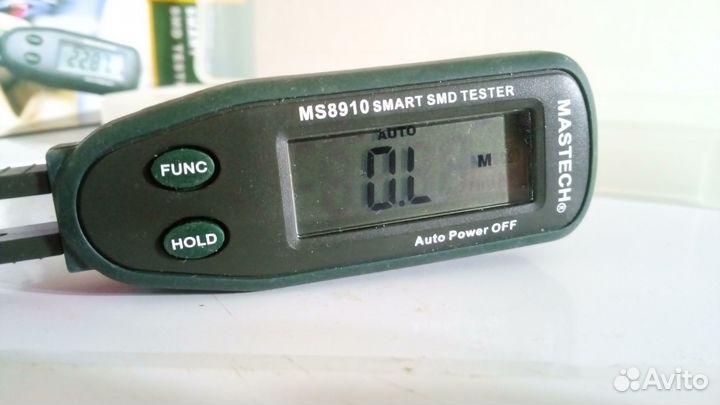 MS8910 SMART SMD TESTER
AUTO
0.L M
FUNC
HOLD
Auto Power OFF
MASTECH®
Avito